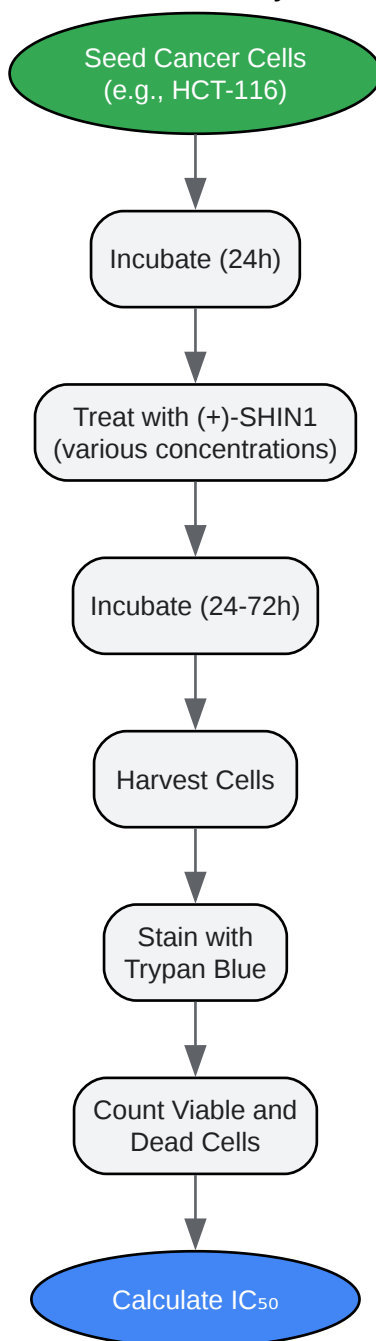 Seed Cancer Cells
(e.g., HCT-116)
Incubate (24h)
Treat with (+)-SHIN1
(various concentrations)
Incubate (24-72h)
Harvest Cells
Stain with
Trypan Blue
Count Viable and
Dead Cells
Calculate IC₅₀